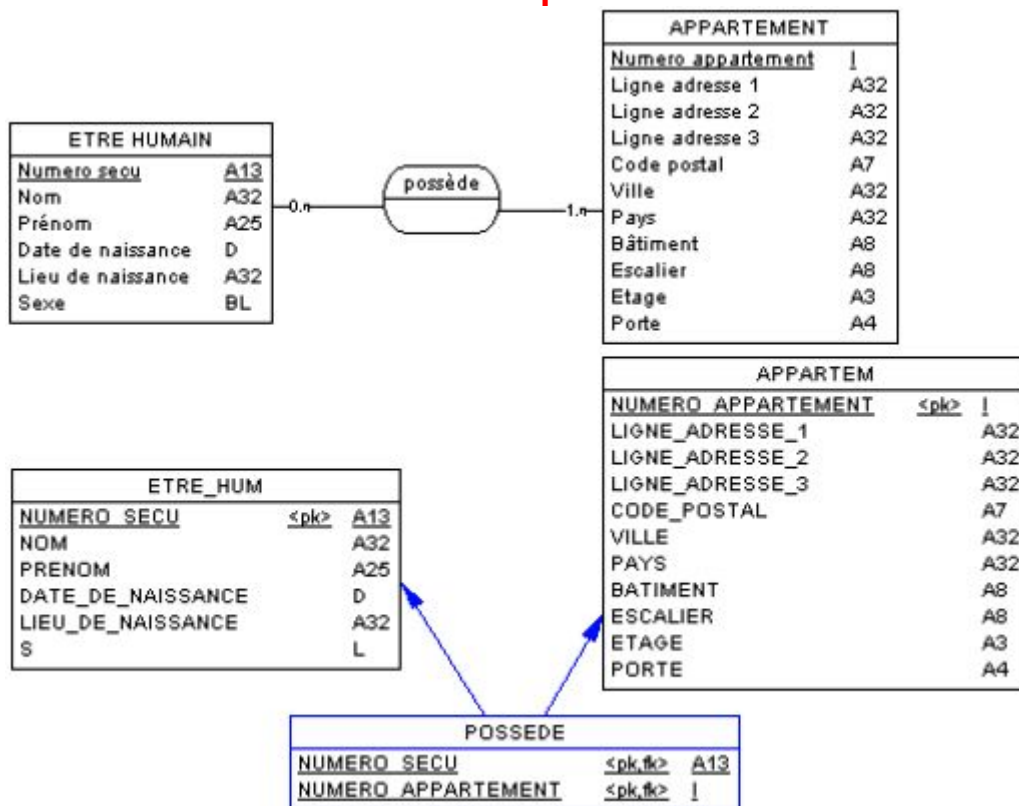 APPARTEMENT
Numero appartement I
Ligne adresse 1 A32
Ligne adresse 2 A32
Ligne adresse 3 A32
Code postal A7
Ville A32
Pays A32
Bâtiment A8
Escalier A8
Etage A3
Porte A4
ETRE HUMAIN
Numero secu A13
Nom A32
Prénom A25
Date de naissance D
Lieu de naissance A32
Sexe BL
0.n
possède
1.n
APPARTEM
NUMERO_APPARTEMENT <pk> I
LIGNE_ADRESSE_1 A32
LIGNE_ADRESSE_2 A32
LIGNE_ADRESSE_3 A32
CODE_POSTAL A7
VILLE A32
PAYS A32
BATIMENT A8
ESCALIER A8
ETAGE A3
PORTE A4
ETRE_HUM
NUMERO_SECU <pk> A13
NOM A32
PRENOM A25
DATE_DE_NAISSANCE D
LIEU_DE_NAISSANCE A32
S L
POSSEDE
NUMERO_SECU <pk,fk> A13
NUMERO_APPARTEMENT <pk,fk> I